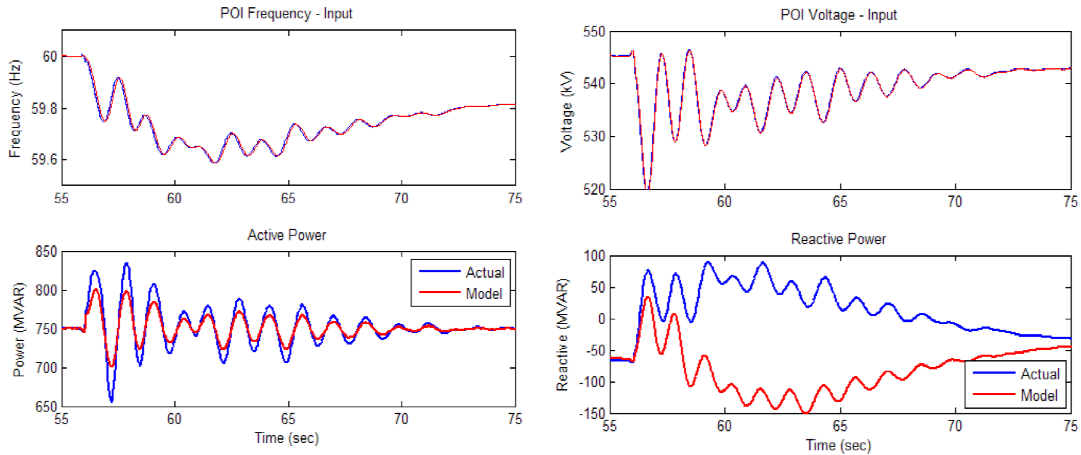 POI Frequency - Input
Frequency (Hz)
60
59.8
59.6
55 60 65 70 75
POI Voltage - Input
Voltage (kV)
550
540
530
520
55 60 65 70 75
Active Power
Power (MVAR)
850
800
750
700
650
Actual
Model
55 60 65 70 75
Time (sec)
Reactive Power
Reactive (MVAR)
100
50
0
-50
-100
-150
Actual
Model
55 60 65 70 75
Time (sec)